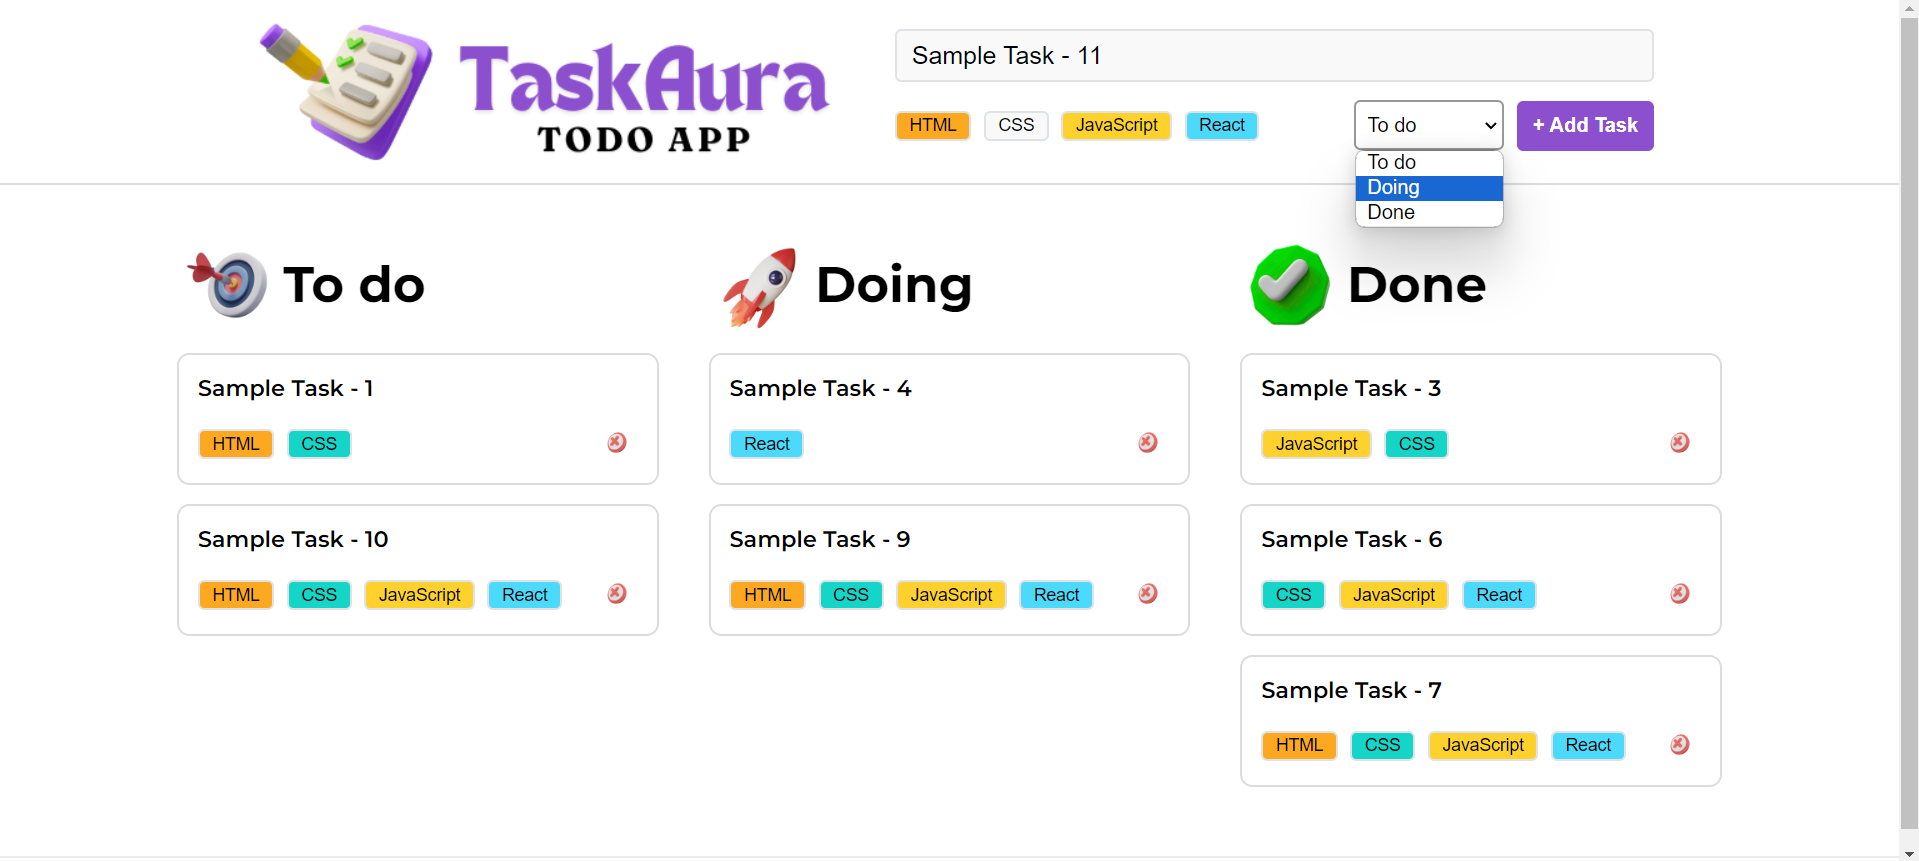 TaskAura
TODO APP
Sample Task - 11
HTML CSS JavaScript React
To do
+ Add Task
To do
Doing
Done
To do
Sample Task - 1
HTML CSS
Sample Task - 10
HTML CSS JavaScript React
Doing
Sample Task - 4
React
Sample Task - 9
HTML CSS JavaScript React
Done
Sample Task - 3
JavaScript CSS
Sample Task - 6
CSS JavaScript React
Sample Task - 7
HTML CSS JavaScript React